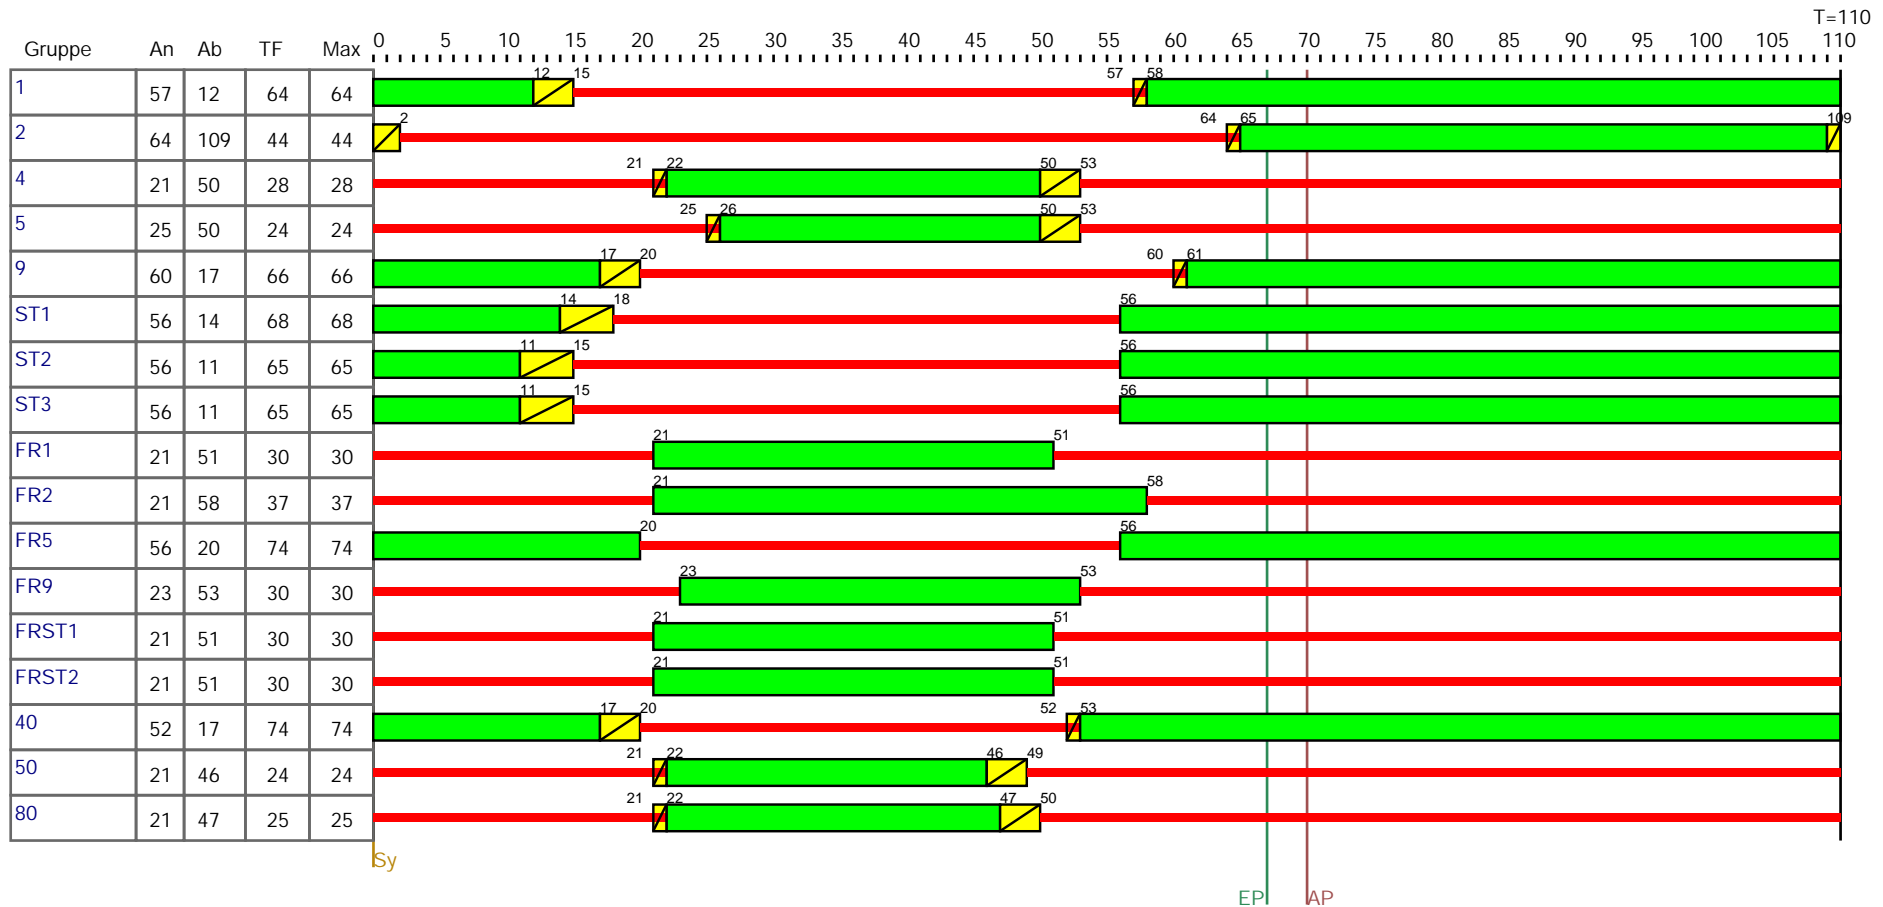 T=110
Gruppe An Ab TF Max 0 5 10 15 20 25 30 35 40 45 50 55 60 65 70 75 80 85 90 95 100 105 110
1 57 12 64 64 12 15 57 58
2 64 109 44 44 2 64 65 109
4 21 50 28 28 21 22 50 53
5 25 50 24 24 25 26 50 53
9 60 17 66 66 17 20 60 61
ST1 56 14 68 68 14 18 56
ST2 56 11 65 65 11 15 56
ST3 56 11 65 65 11 15 56
FR1 21 51 30 30 21 51
FR2 21 58 37 37 21 58
FR5 56 20 74 74 20 56
FR9 23 53 30 30 23 53
FRST1 21 51 30 30 21 51
FRST2 21 51 30 30 21 51
40 52 17 74 74 17 20 52 53
50 21 46 24 24 21 22 46 49
80 21 47 25 25 21 22 47 50
Sy
EP AP